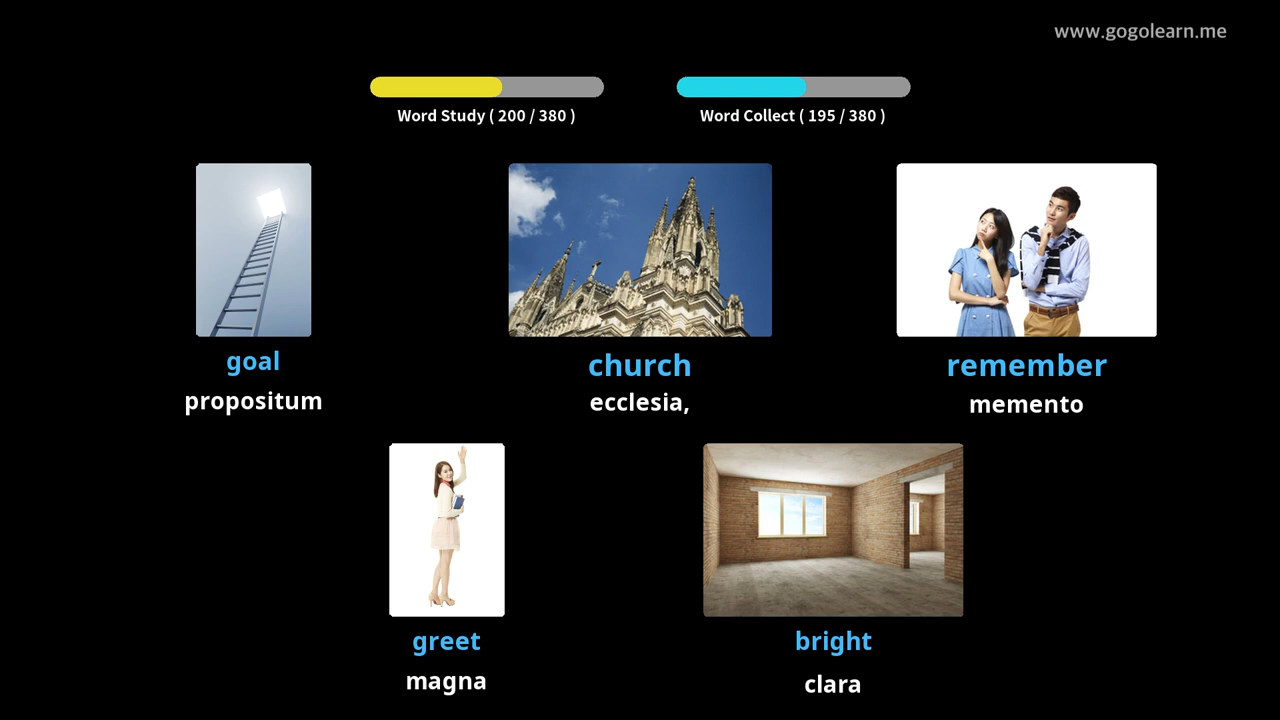 www.gogolearn.me
Word Study ( 200 / 380 )
Word Collect ( 195 / 380 )
goal
propositum
church
ecclesia,
remember
memento
greet
magna
bright
clara